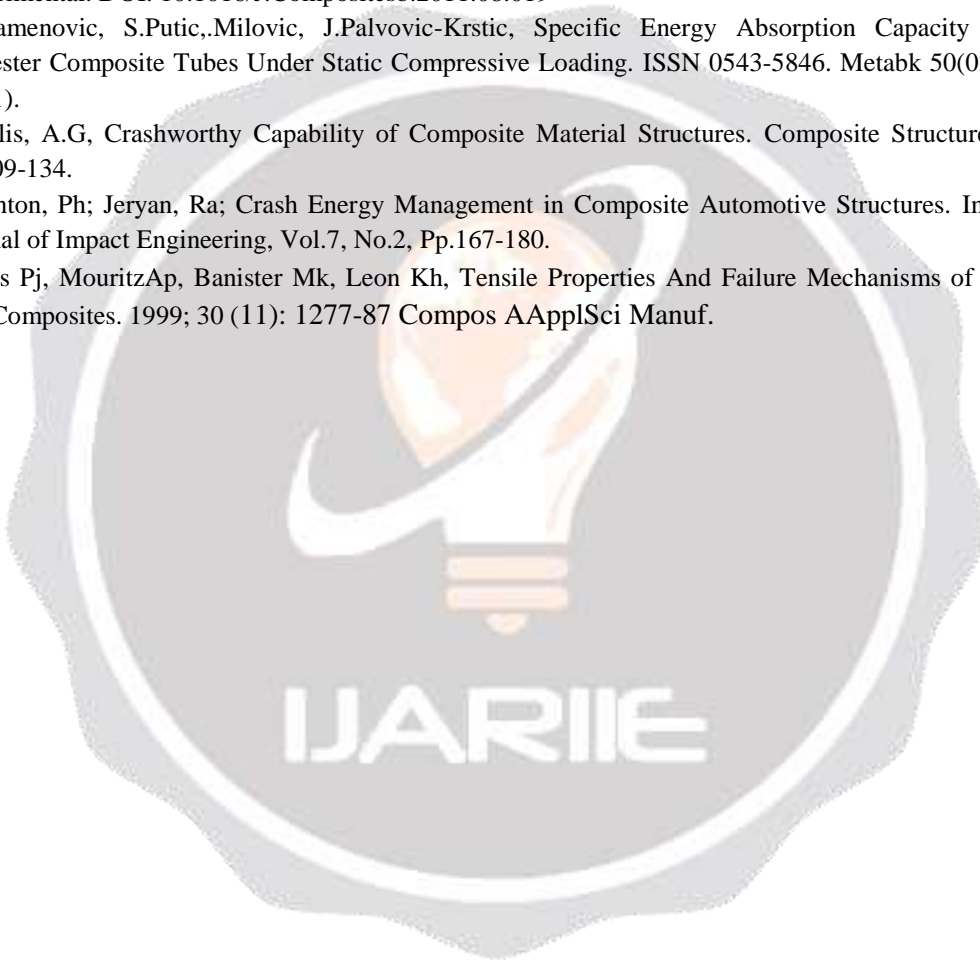 amenovic, S.Putic,.Milovic, J.Palvovic-Krstic, Specific Energy Absorption Capacity
ester Composite Tubes Under Static Compressive Loading. ISSN 0543-5846. Metabk 50(0
).
lis, A.G, Crashworthy Capability of Composite Material Structures. Composite Structure
09-134.
nton, Ph; Jeryan, Ra; Crash Energy Management in Composite Automotive Structures. In
al of Impact Engineering, Vol.7, No.2, Pp.167-180.
s Pj, MouritzAp, Banister Mk, Leon Kh, Tensile Properties And Failure Mechanisms of
Composites. 1999; 30 (11): 1277-87 Compos AApplSci Manuf.
IJARIIE